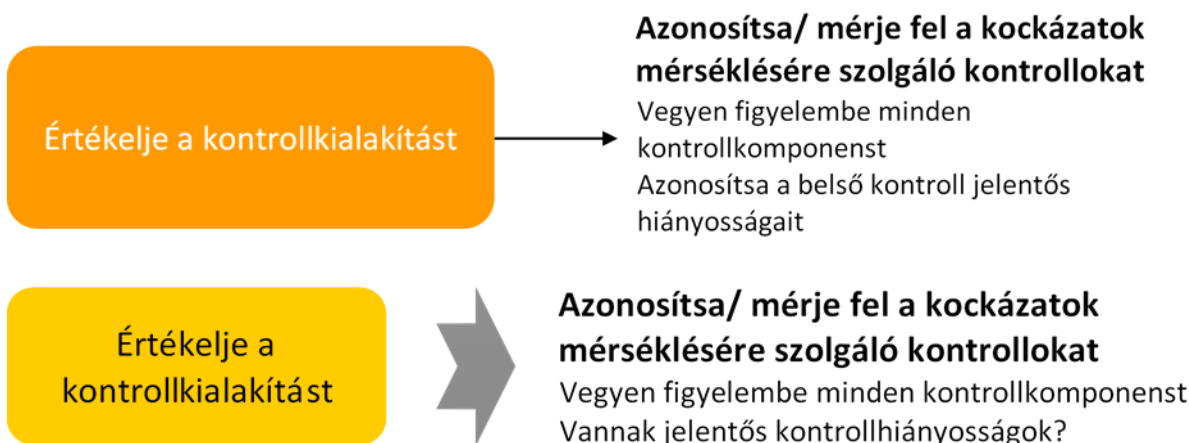 Értékelje a kontrollkialakítást
Azonosítsa/ mérje fel a kockázatok
mérséklésére szolgáló kontrollokat
Vegyen figyelembe minden
kontrollkomponenst
Azonosítsa a belső kontroll jelentős
hiányosságait
Értékelje a
kontrollkialakítást
Azonosítsa/ mérje fel a kockázatok
mérséklésére szolgáló kontrollokat
Vegyen figyelembe minden kontrollkomponenst
Vannak jelentős kontrollhiányosságok?